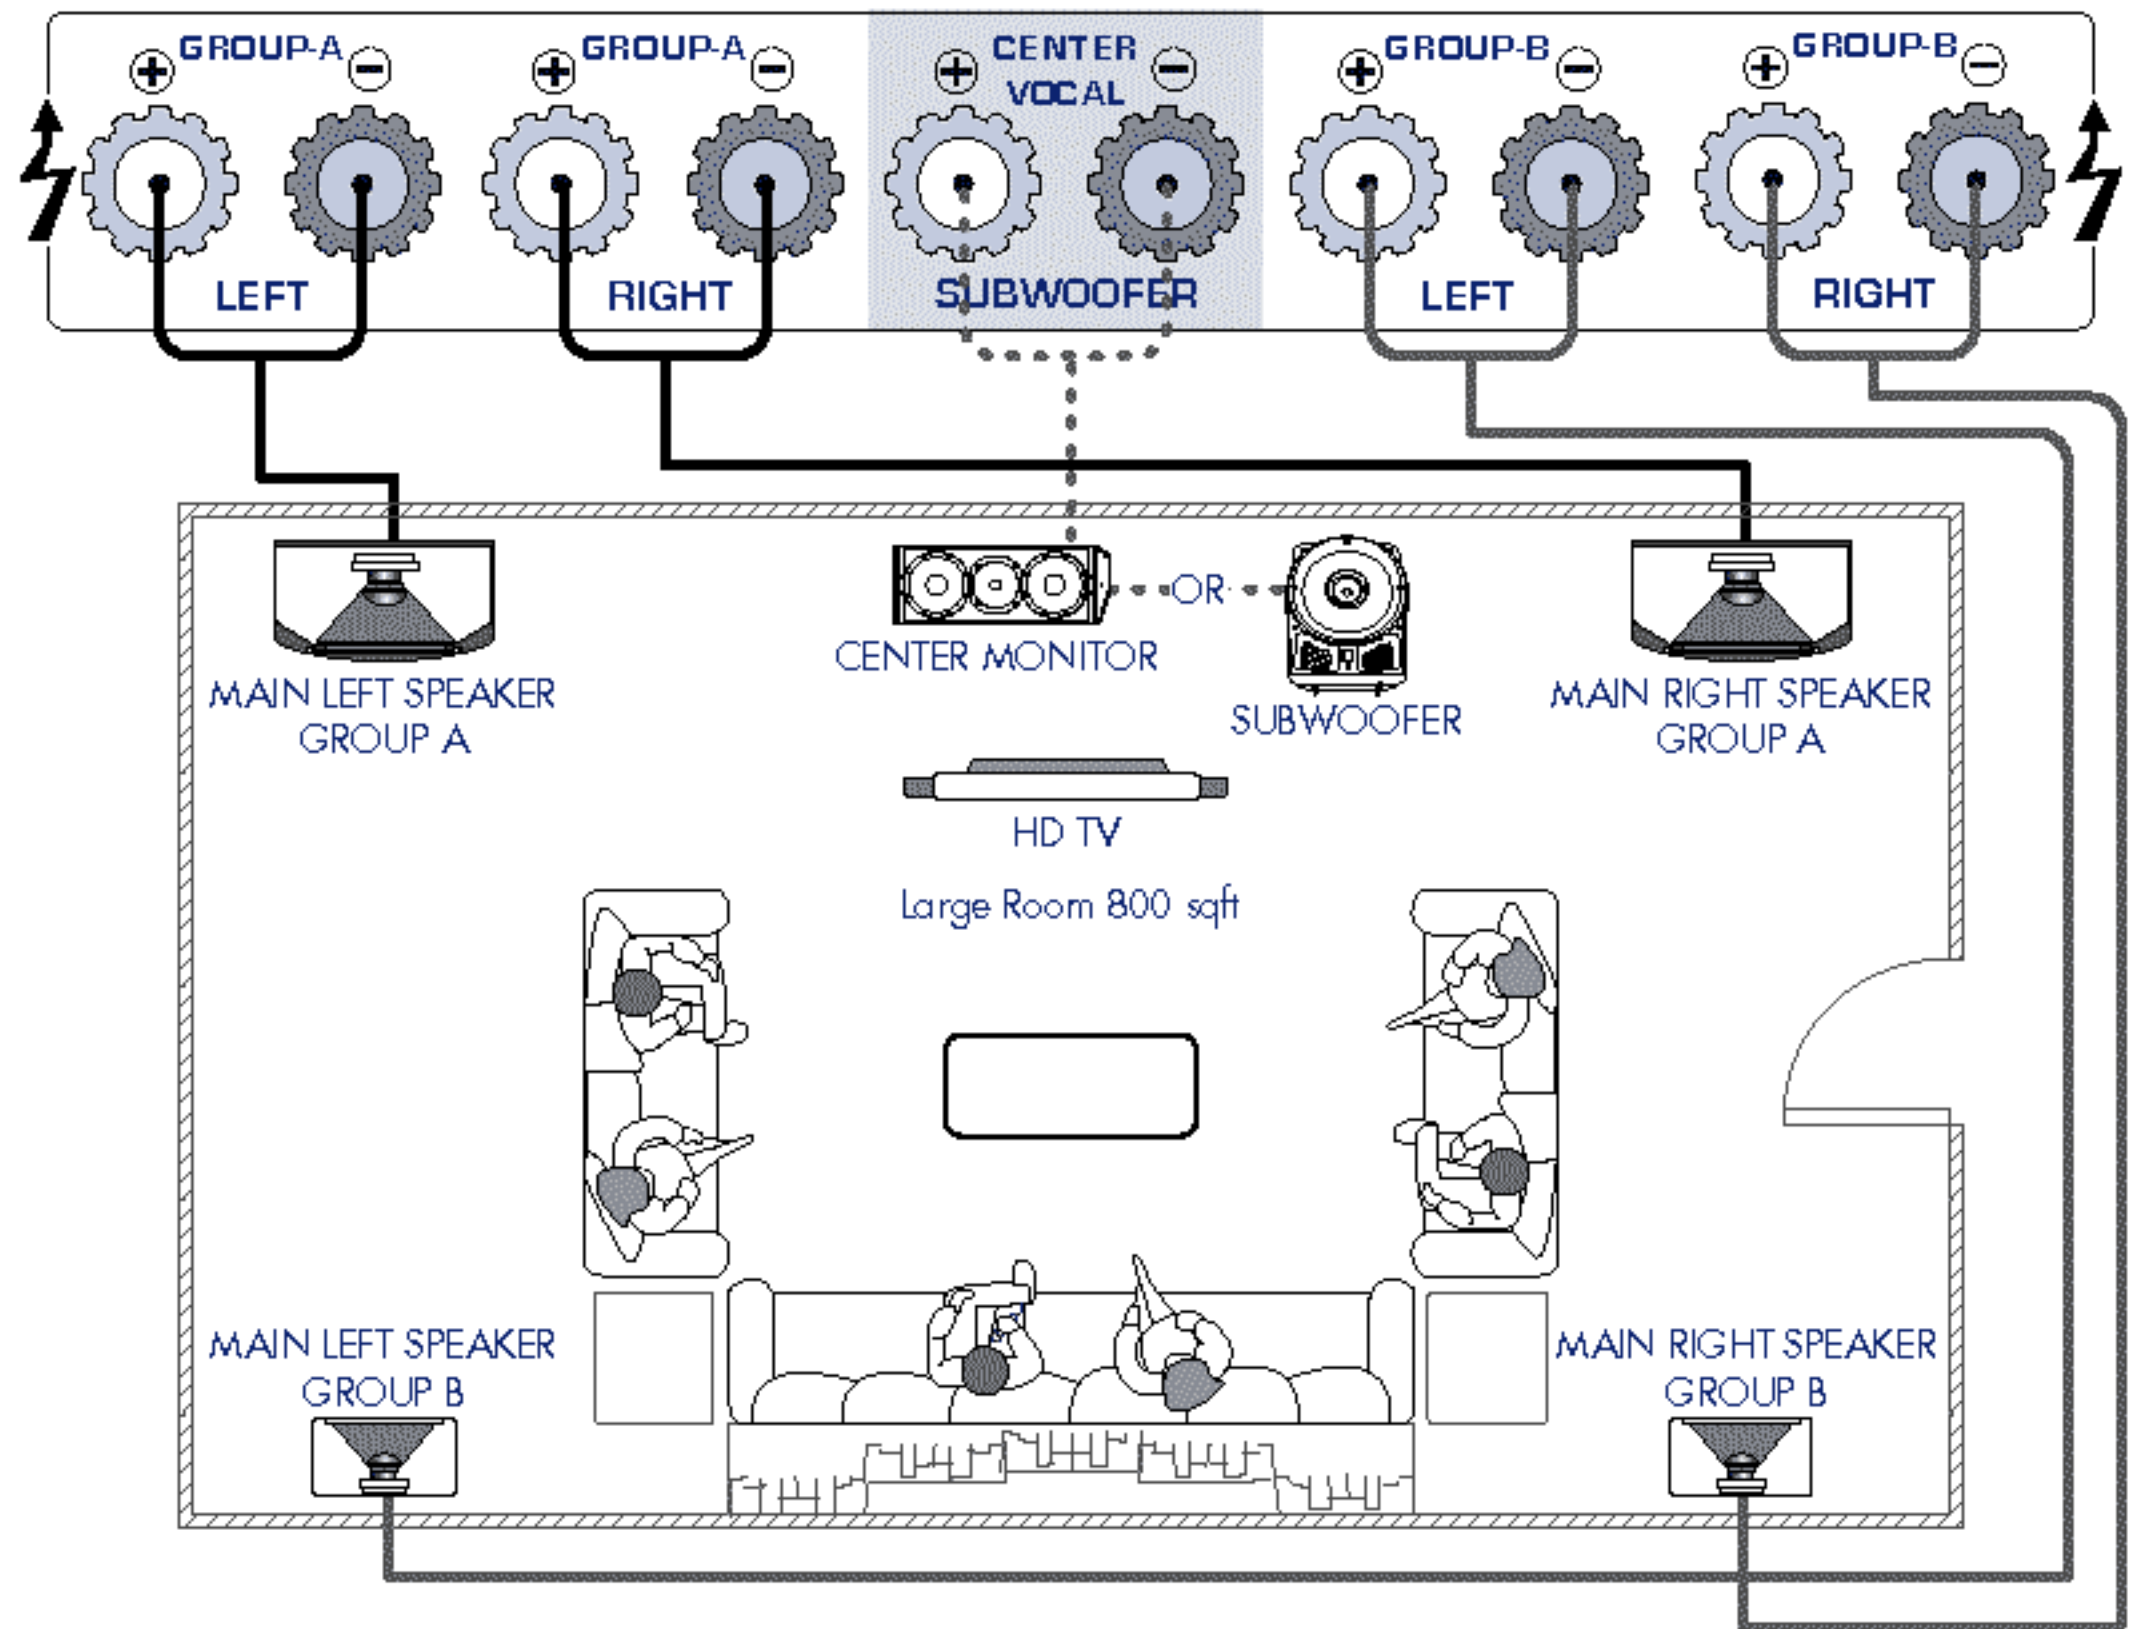 GROUP-A
GROUP-A
CENTER
VOCAL
GROUP-B
GROUP-B
LEFT
RIGHT
SUBWOOFER
LEFT
RIGHT
OR
CENTER MONITOR
SUBWOOFER
MAIN LEFT SPEAKER
GROUP A
MAIN RIGHT SPEAKER
GROUP A
HD TV
Large Room 800 sqft
MAIN LEFT SPEAKER
GROUP B
MAIN RIGHT SPEAKER
GROUP B